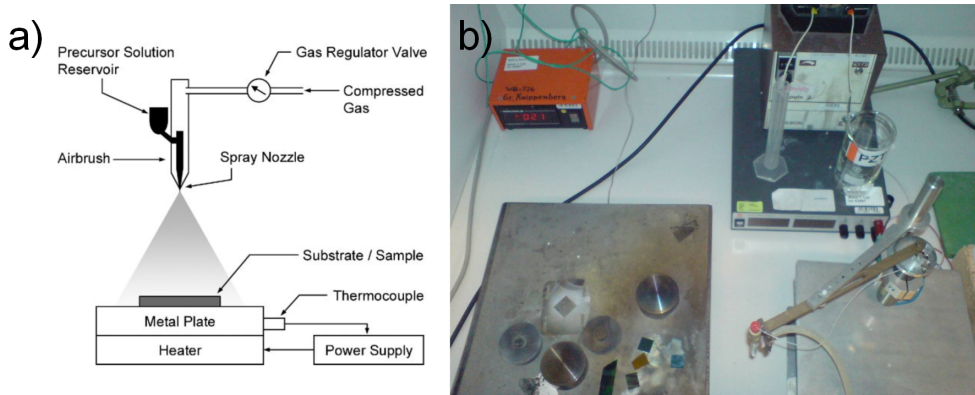 a)
Precursor Solution
Reservoir
Gas Regulator Valve
Compressed
Gas
Airbrush
Spray Nozzle
Substrate / Sample
Thermocouple
Metal Plate
Heater
Power Supply
b)
021
PZT